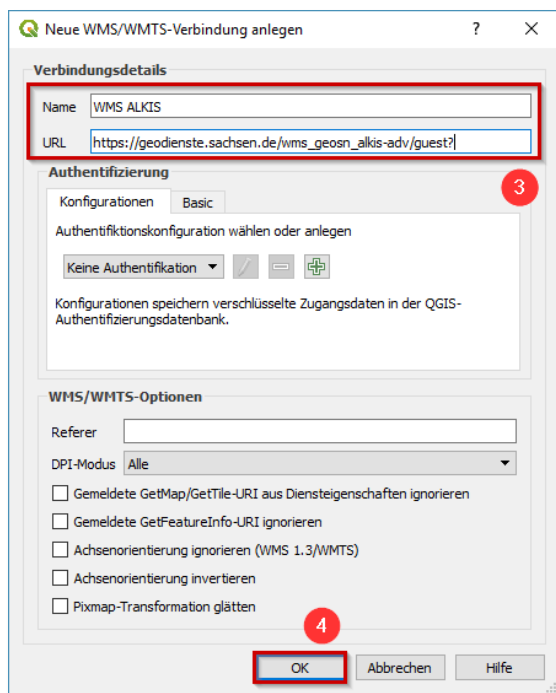 Neue WMS/WMTS-Verbindung anlegen ? X
Verbindungsdetails
Name WMS ALKIS
URL https://geodienste.sachsen.de/wms_geosn_alkis-adv/guest?
3
Authentifizierung
Konfigurationen Basic
Authentifiktionskonfiguration wählen oder anlegen
Keine Authentifikation
Konfigurationen speichern verschlüsselte Zugangsdaten in der QGIS-
Authentifizierungsdatenbank.
WMS/WMTS-Optionen
Referer
DPI-Modus Alle
Gemeldete GetMap/GetTile-URI aus Diensteigenschaften ignorieren
Gemeldete GetFeatureInfo-URI ignorieren
Achsenorientierung ignorieren (WMS 1.3/WMTS)
Achsenorientierung invertieren
Pixmap-Transformation glätten
4
OK Abbrechen Hilfe